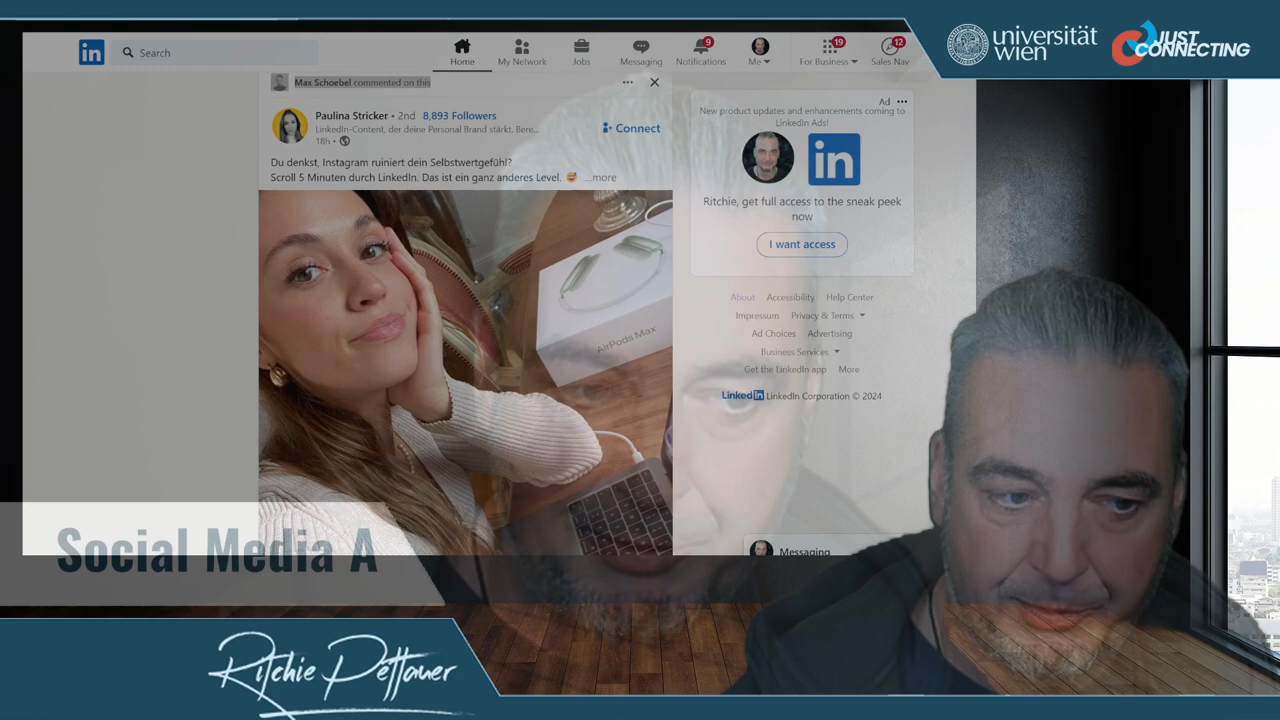 universität
wien
JUST
CONNECTING
in
Search
Home
My Network
Jobs
Messaging
9
Notifications
Me
19
For Business
12
Sales Nav
Max Schoebel commented on this
Paulina Stricker • 2nd 8,893 Followers
LinkedIn-Content, der deine Personal Brand stärkt. Bere...
18h •
Connect
Du denkst, Instagram ruiniert dein Selbstwertgefühl?
Scroll 5 Minuten durch LinkedIn. Das ist ein ganz anderes Level. 😅 ...more
AirPods Max
Ad
New product updates and enhancements coming to
LinkedIn Ads!
in
Ritchie, get full access to the sneak peek
now
I want access
About Accessibility Help Center
Impressum Privacy & Terms
Ad Choices Advertising
Business Services
Get the LinkedIn app More
LinkedIn LinkedIn Corporation © 2024
Messaging
Social Media A
Ritchie Pettauer